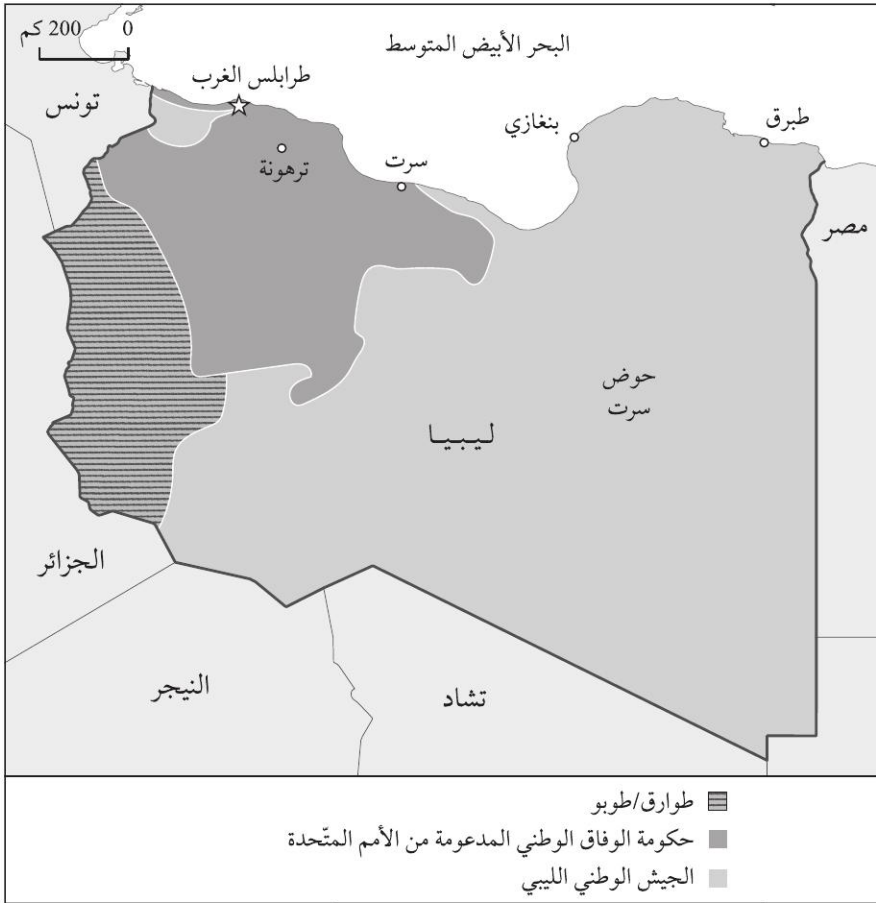 البحر الأبيض المتوسط
0 200 كم
طرابلس الغرب
تونس
بنغازي
طبرق
ترهونة
سرت
مصر
حوض
سرت
ليبيا
الجزائر
النيجر
تشاد
طوارق/طوبو
حكومة الوفاق الوطني المدعومة من الأمم المتّحدة
الجيش الوطني الليبي